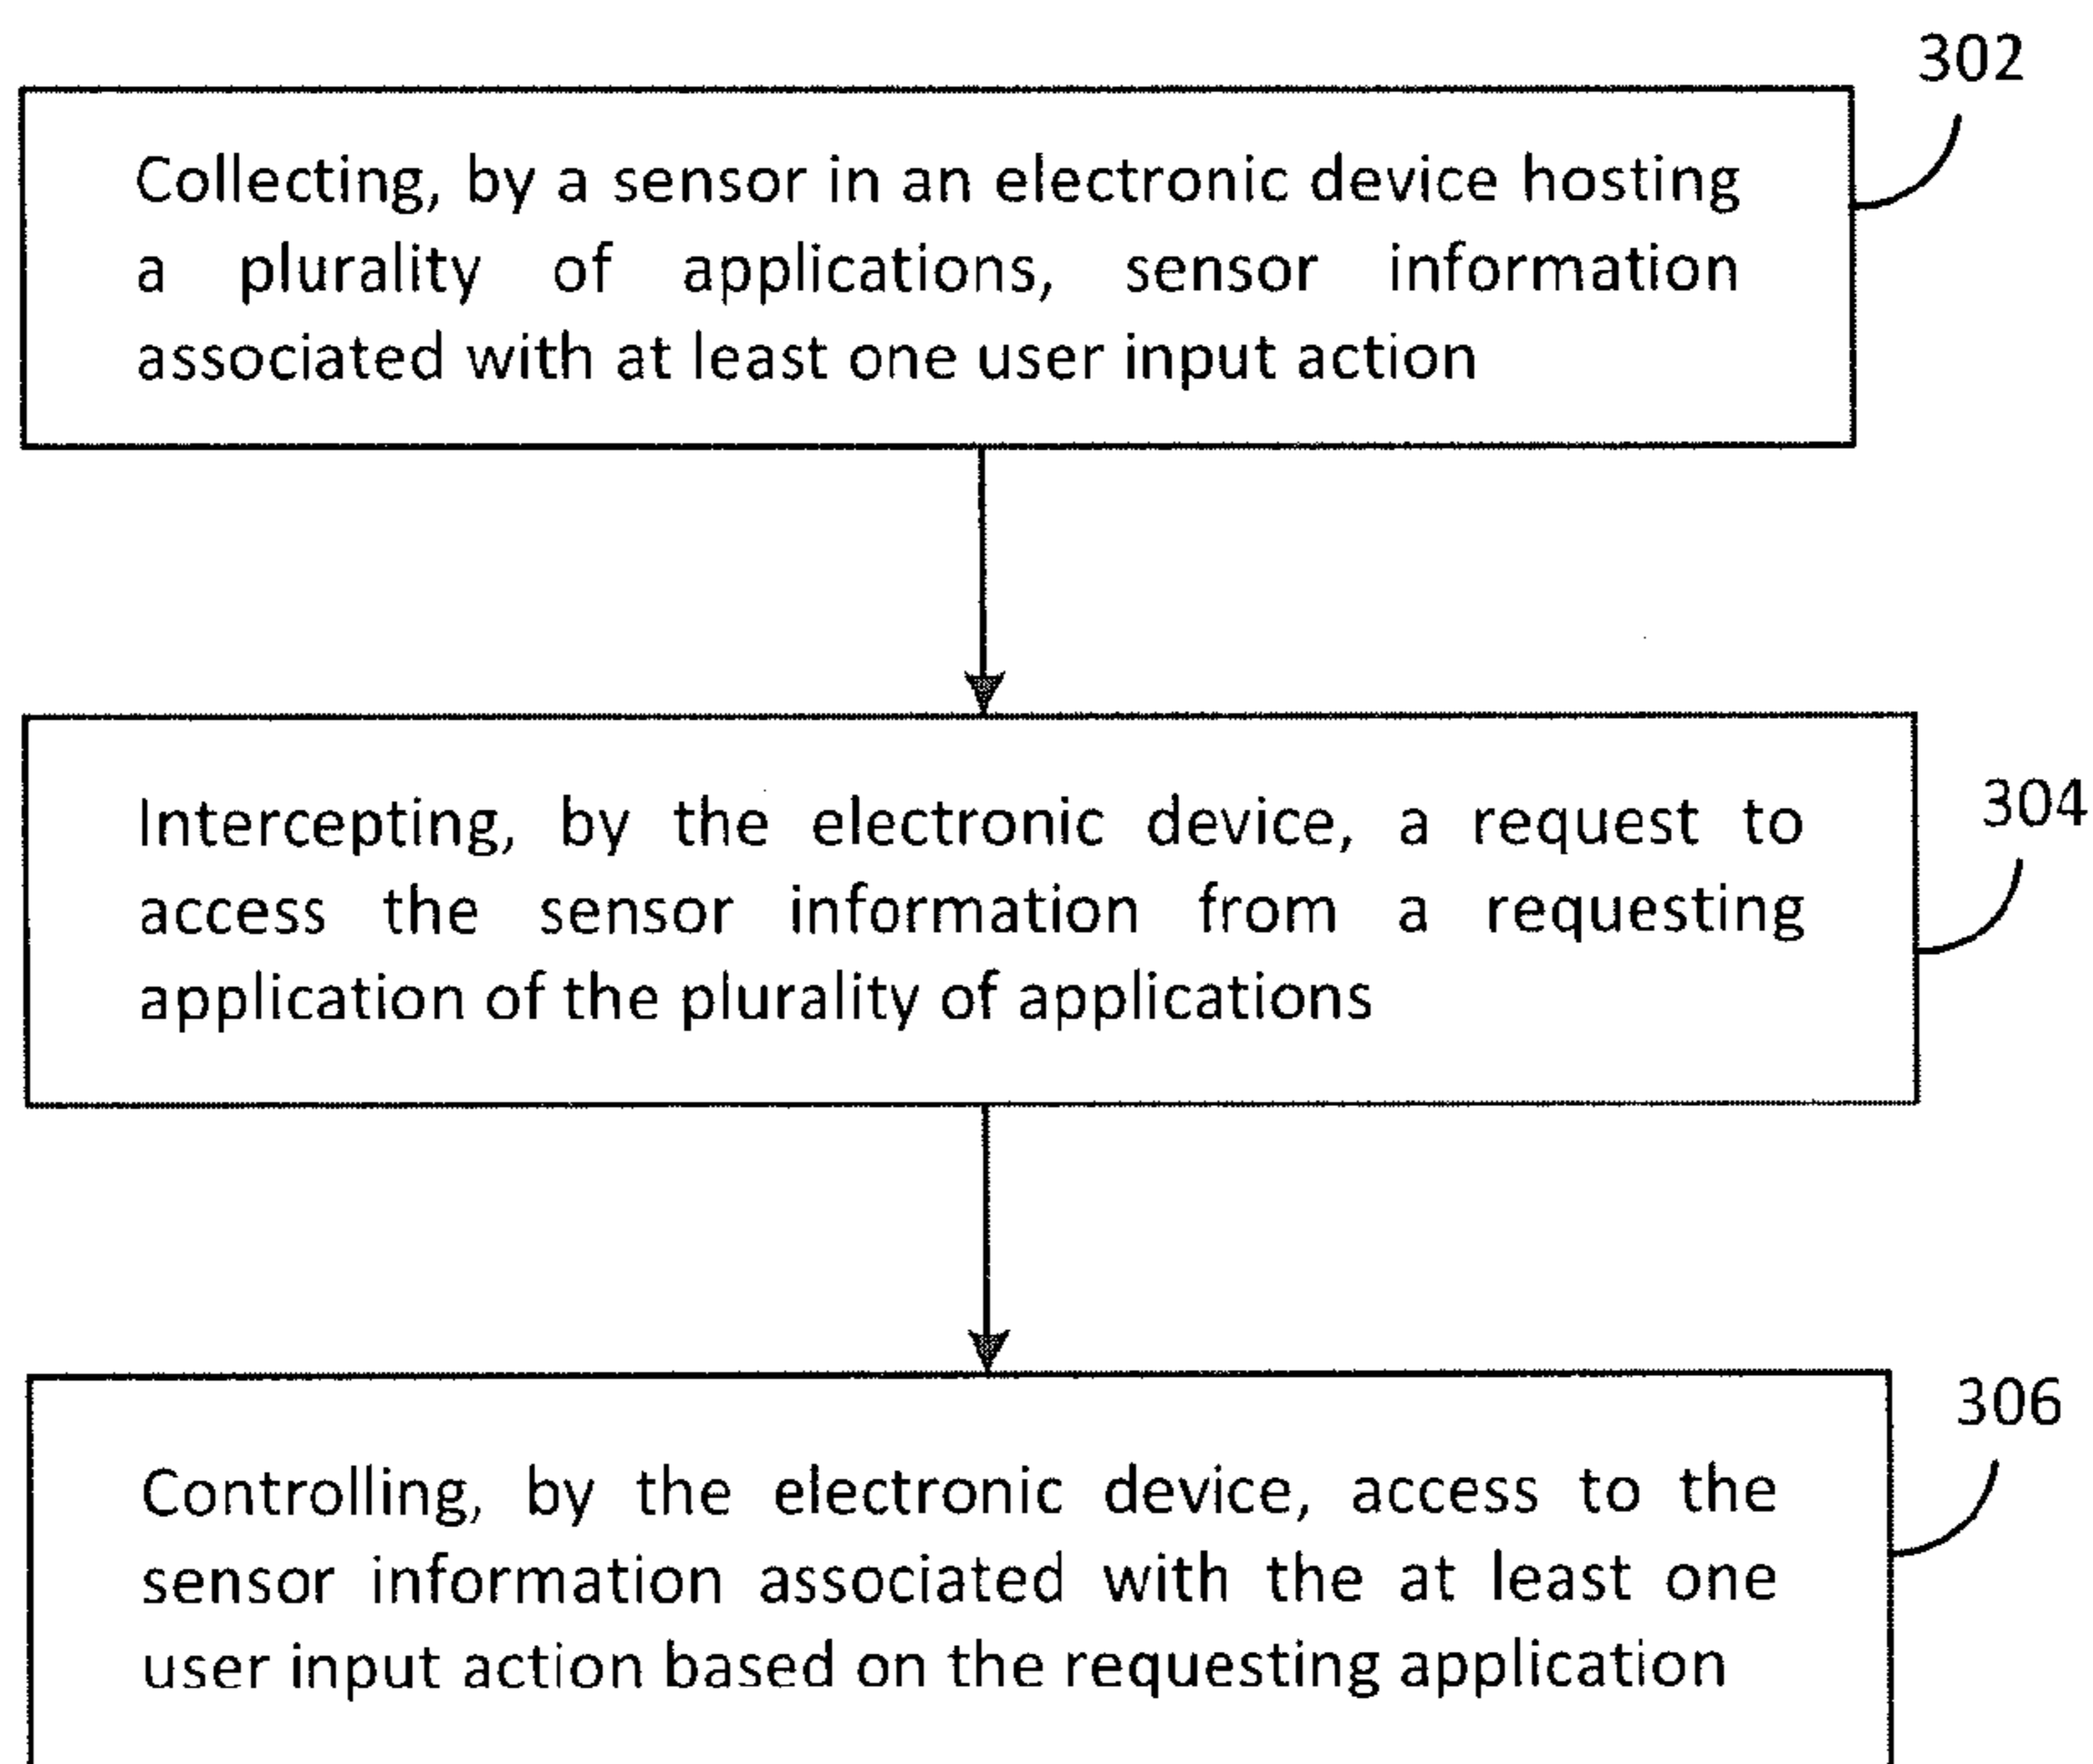 302
Collecting, by a sensor in an electronic device hosting
a plurality of applications, sensor information
associated with at least one user input action
Intercepting, by the electronic device, a request to
access the sensor information from a requesting
application of the plurality of applications
304
306
Controlling, by the electronic device, access to the
sensor information associated with the at least one
user input action based on the requesting application